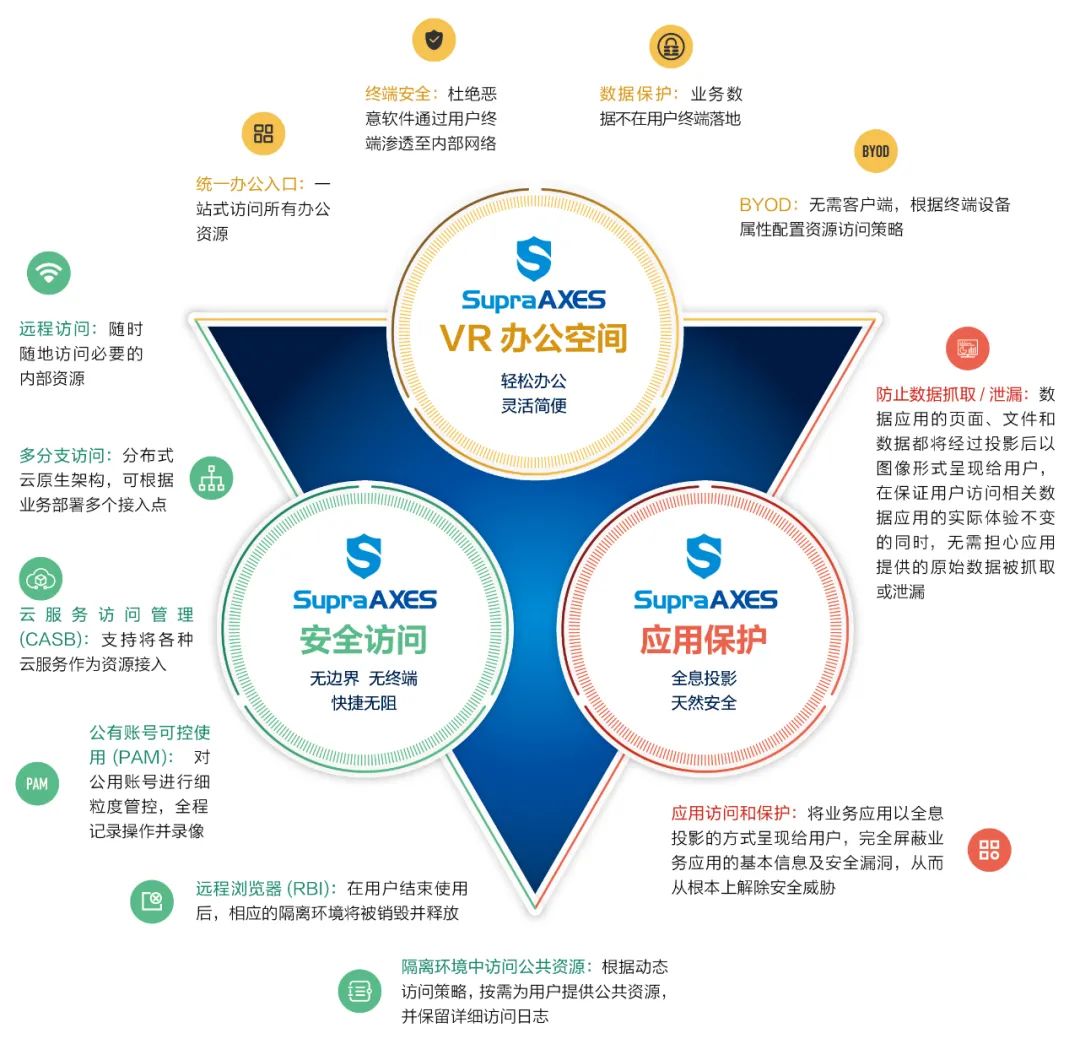 终端安全：杜绝恶
意软件通过用户终
端渗透至内部网络
数据保护：业务数
据不在用户终端落地
统一办公入口：一
站式访问所有办公
资源
BYOD
BYOD：无需客户端，根据终端设备
属性配置资源访问策略
SupraAXES
VR 办公空间
轻松办公
灵活简便
远程访问：随时
随地访问必要的
内部资源
多分支访问：分布式
云原生架构，可根据
业务部署多个接入点
云服务访问管理
(CASB)：支持将各种
云服务作为资源接入
PAM
公有账号可控使
用 (PAM)： 对
公用账号进行细
粒度管控，全程
记录操作并录像
远程浏览器 (RBI)：在用户结束使用
后，相应的隔离环境将被销毁并释放
隔离环境中访问公共资源：根据动态
访问策略，按需为用户提供公共资源，
并保留详细访问日志
SupraAXES
安全访问
无边界 无终端
快捷无阻
SupraAXES
应用保护
全息投影
天然安全
防止数据抓取 / 泄漏：数
据应用的页面、文件和
数据都将经过投影后以
图像形式呈现给用户，
在保证用户访问相关数
据应用的实际体验不变
的同时，无需担心应用
提供的原始数据被抓取
或泄漏
应用访问和保护：将业务应用以全息
投影的方式呈现给用户，完全屏蔽业
务应用的基本信息及安全漏洞，从而
从根本上解除安全威胁